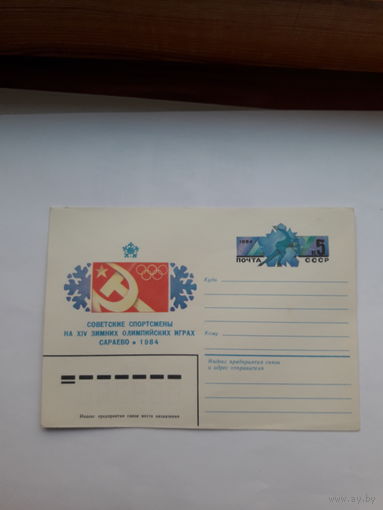 1984
5
к
ПОЧТА СССР
СОВЕТСКИЕ СПОРТСМЕНЫ
НА XIV ЗИМНИХ ОЛИМПИЙСКИХ ИГРАХ
САРАЕВО • 1984
Куда
Кому
Индекс предприятия связи
и адрес отправителя
Индекс предприятия связи места назначения
www.ay.by